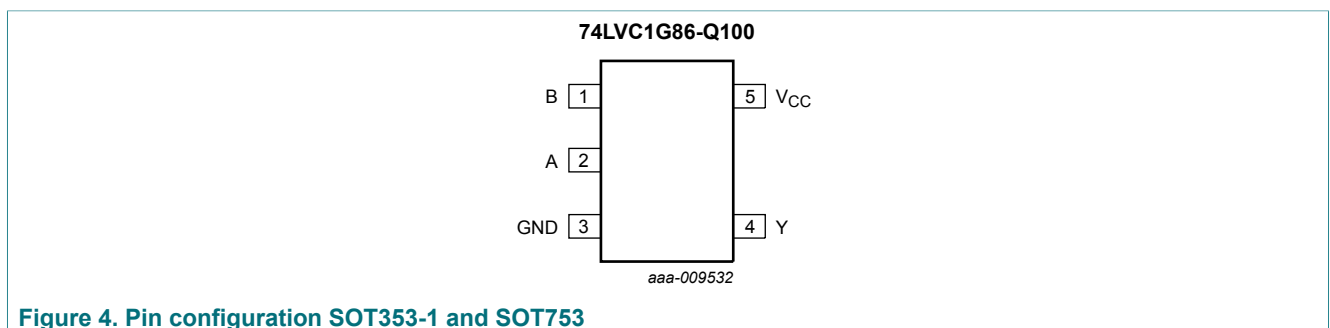 74LVC1G86-Q100
B 1 5 VCC
A 2
GND 3 4 Y
aaa-009532
Figure 4. Pin configuration SOT353-1 and SOT753